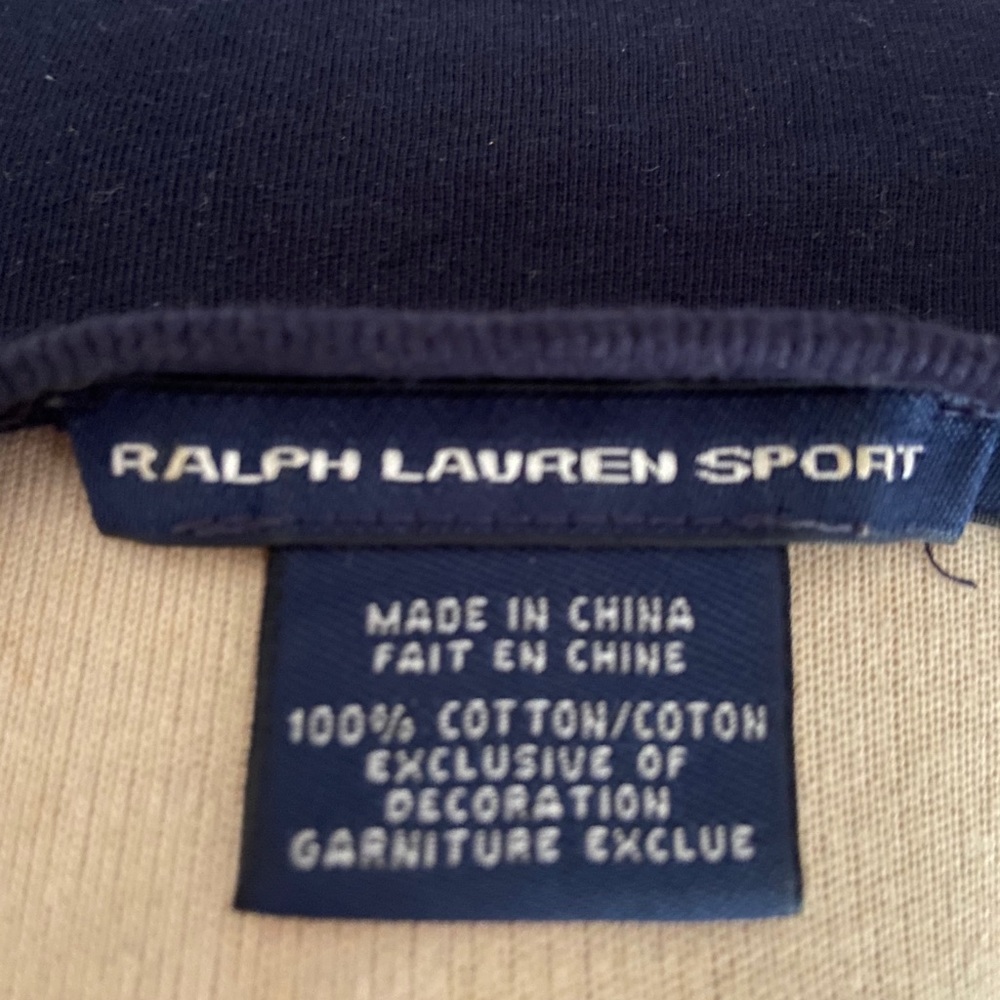 RALPH LAUREN SPORT
MADE IN CHINA
FAIT EN CHINE
100% COTTON/COTON
EXCLUSIVE OF
DECORATION
GARNITURE EXCLUE